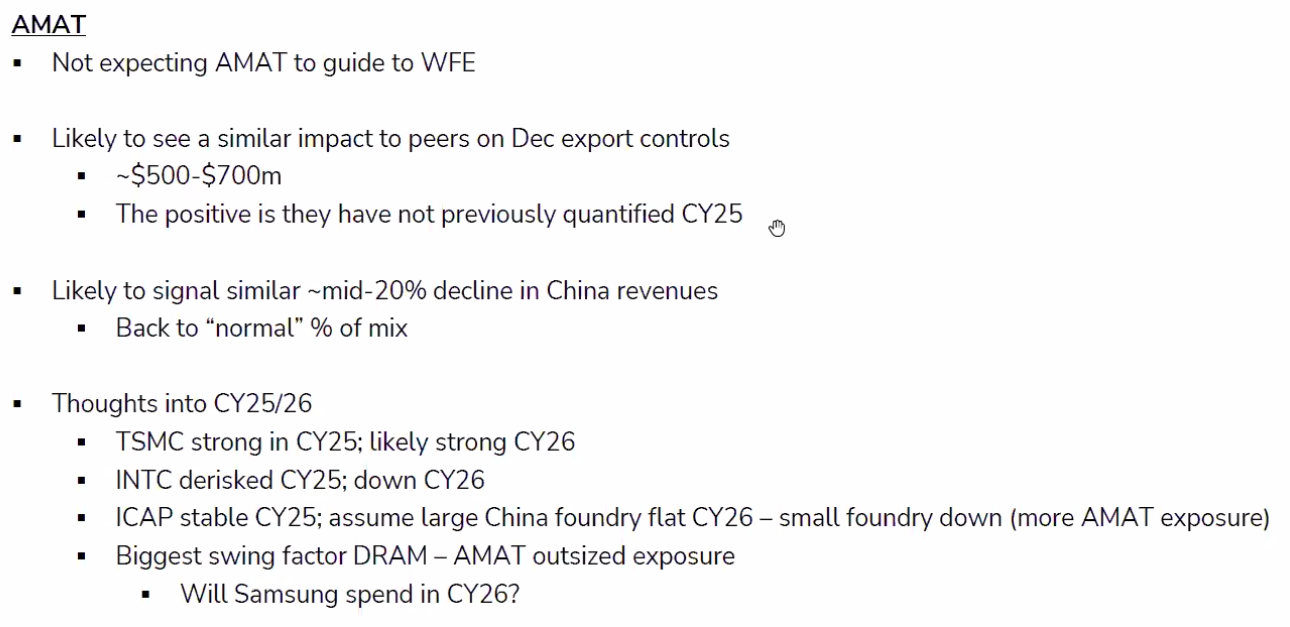 AMAT
▪ Not expecting AMAT to guide to WFE
▪ Likely to see a similar impact to peers on Dec export controls
▪ ~$500-$700m
▪ The positive is they have not previously quantified CY25
▪ Likely to signal similar ~mid-20% decline in China revenues
▪ Back to “normal” % of mix
▪ Thoughts into CY25/26
▪ TSMC strong in CY25; likely strong CY26
▪ INTC derisked CY25; down CY26
▪ ICAP stable CY25; assume large China foundry flat CY26 – small foundry down (more AMAT exposure)
▪ Biggest swing factor DRAM – AMAT outsized exposure
▪ Will Samsung spend in CY26?